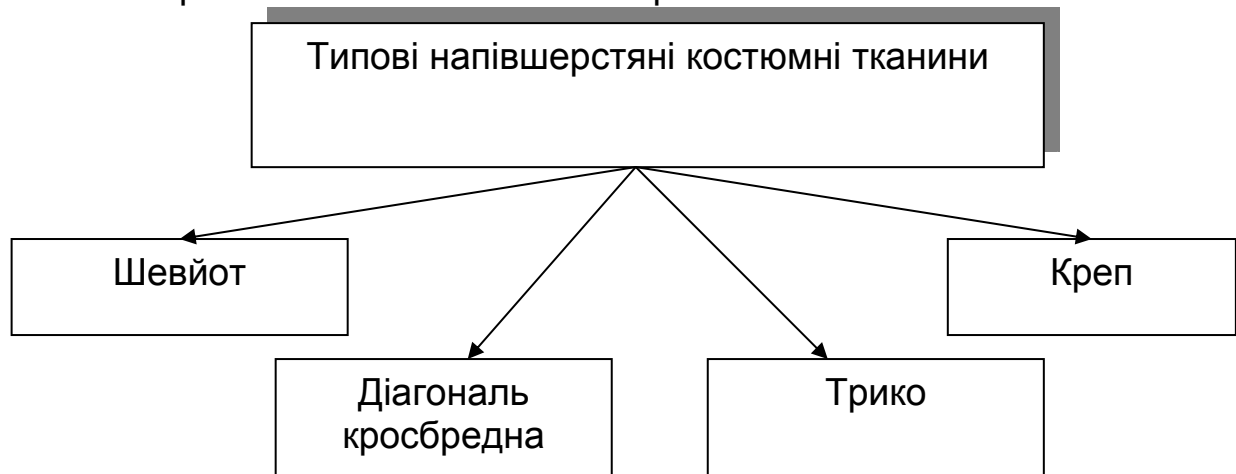 Типові напівшерстяні костюмні тканини
Шевйот
Креп
Діагональ
кросбредна
Трико